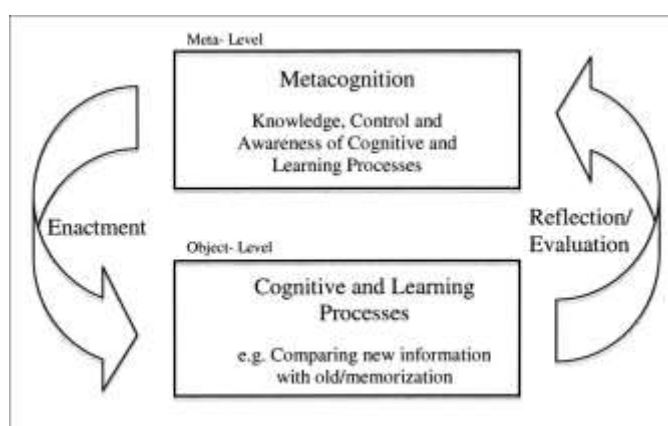 Meta- Level
Metacognition
Knowledge, Control and
Awareness of Cognitive and
Learning Processes
Enactment
Reflection/
Evaluation
Object- Level
Cognitive and Learning
Processes
e.g. Comparing new information
with old/memorization